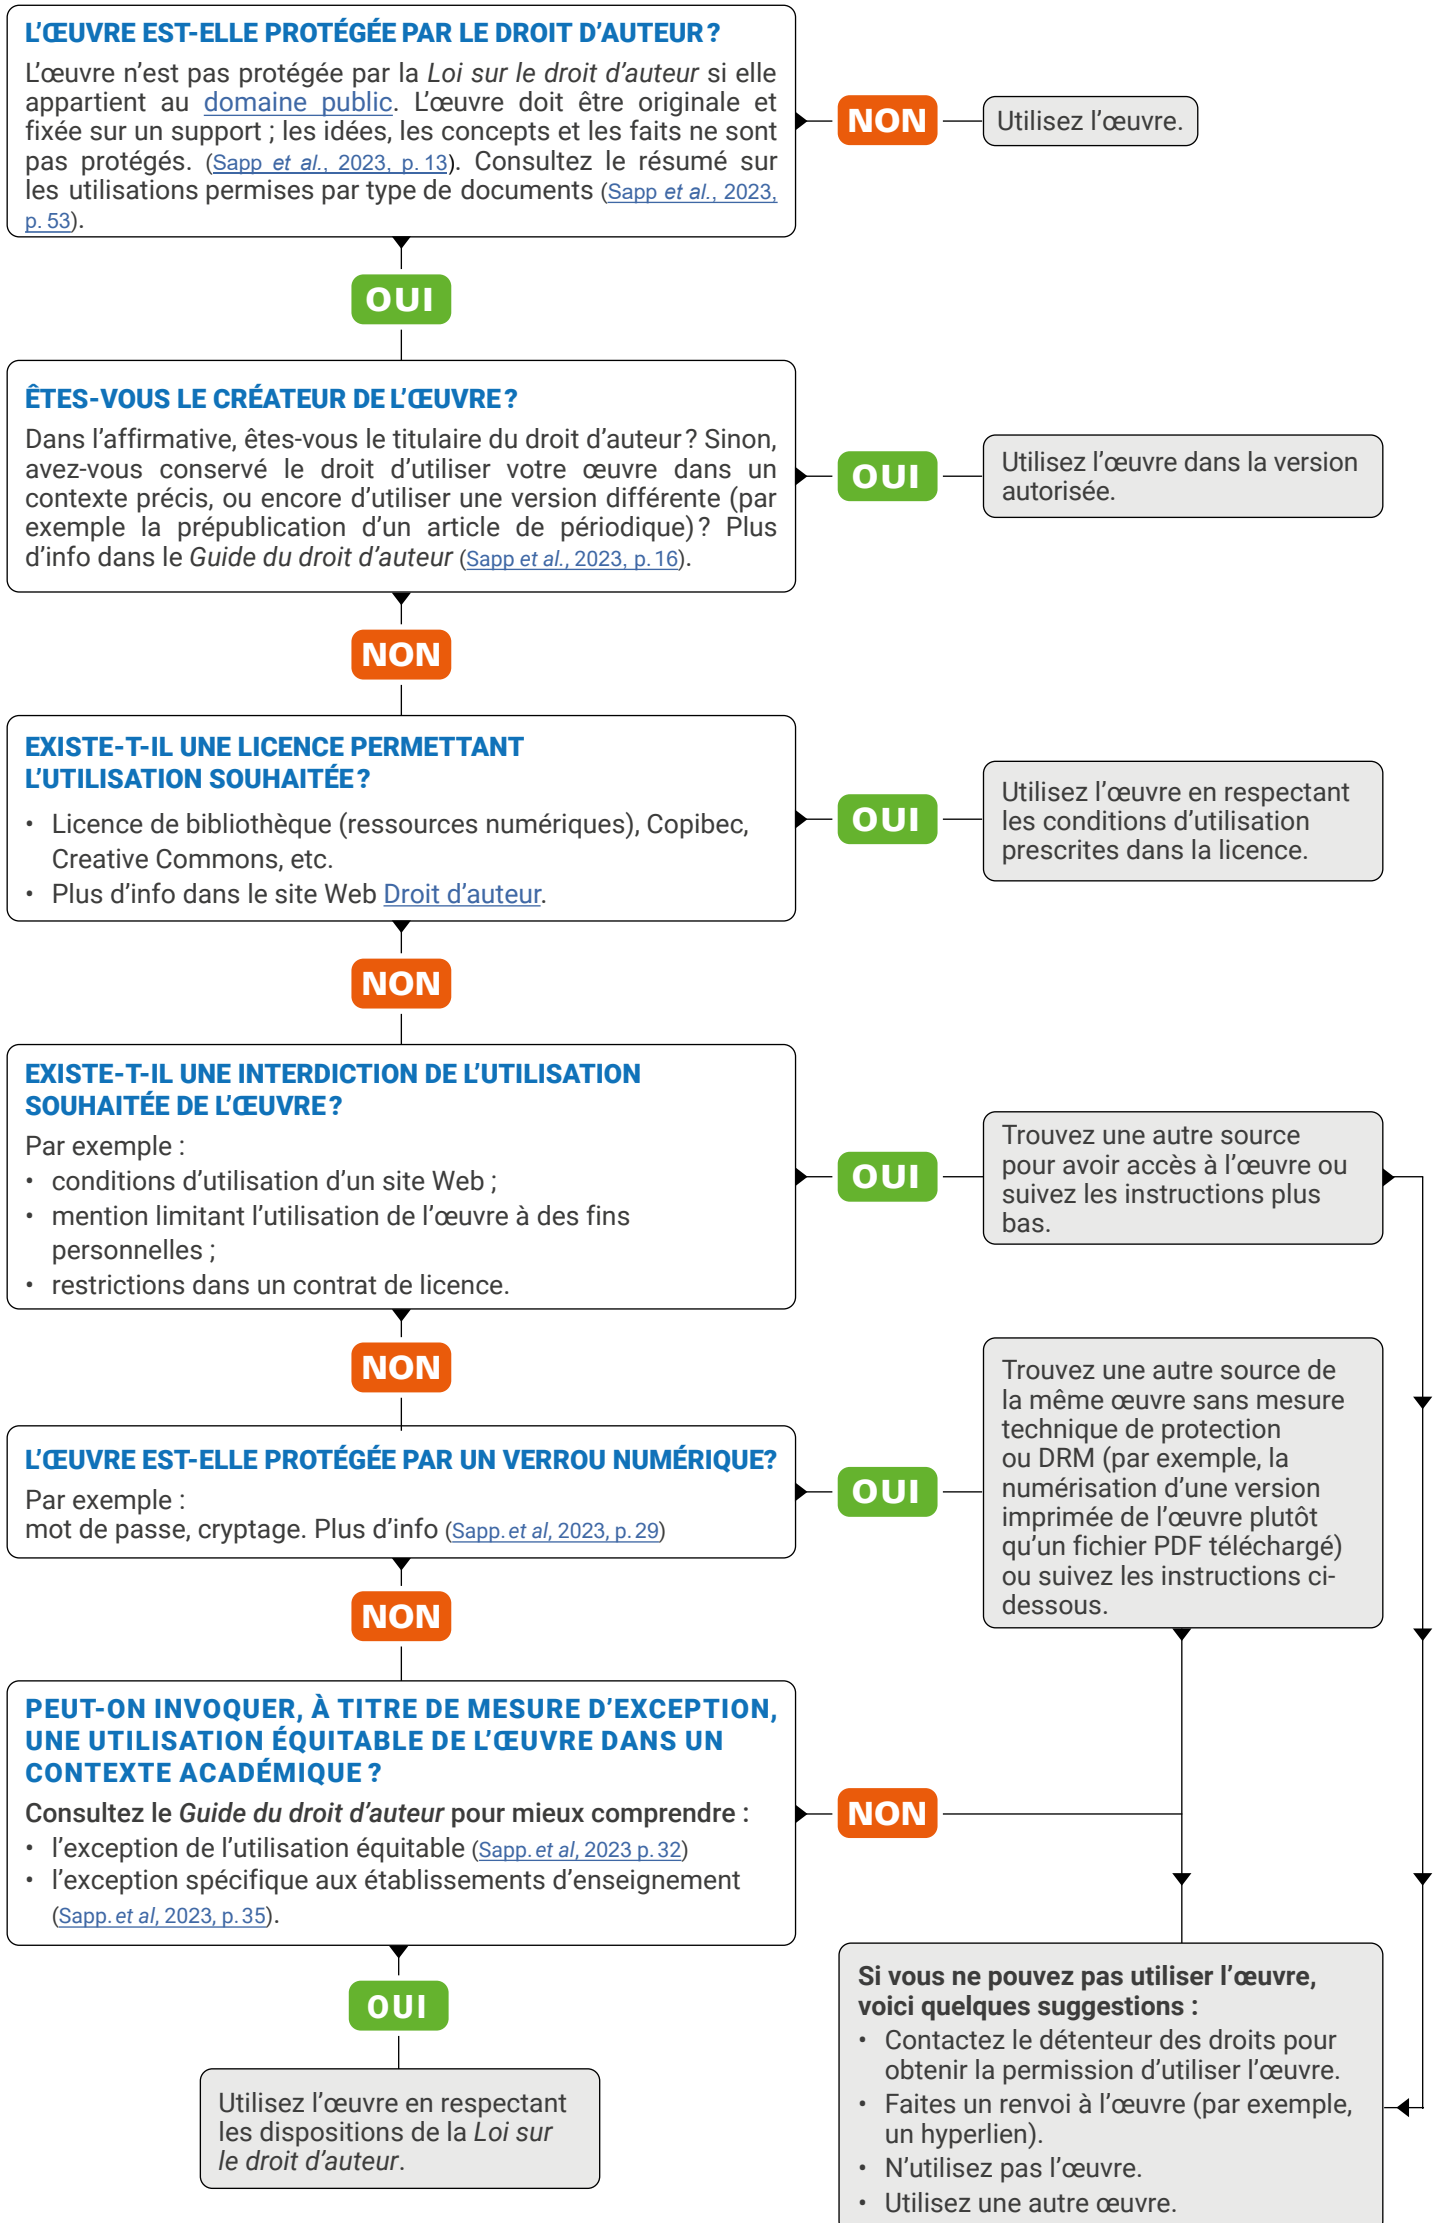 L'ŒUVRE EST-ELLE PROTÉGÉE PAR LE DROIT D'AUTEUR ?
L'œuvre n'est pas protégée par la Loi sur le droit d'auteur si elle
appartient au domaine public. L'œuvre doit être originale et
fixée sur un support ; les idées, les concepts et les faits ne sont
pas protégés. (Sapp et al., 2023, p. 13). Consultez le résumé sur
les utilisations permises par type de documents (Sapp et al., 2023,
p. 53).
NON
Utilisez l'œuvre.
OUI
ÊTES-VOUS LE CRÉATEUR DE L'ŒUVRE ?
Dans l'affirmative, êtes-vous le titulaire du droit d'auteur ? Sinon,
avez-vous conservé le droit d'utiliser votre œuvre dans un
contexte précis, ou encore d'utiliser une version différente (par
exemple la prépublication d'un article de périodique) ? Plus
d'info dans le Guide du droit d'auteur (Sapp et al., 2023, p. 16).
OUI
Utilisez l'œuvre dans la version
autorisée.
NON
EXISTE-T-IL UNE LICENCE PERMETTANT
L'UTILISATION SOUHAITÉE ?
• Licence de bibliothèque (ressources numériques), Copibec,
Creative Commons, etc.
• Plus d'info dans le site Web Droit d'auteur.
OUI
Utilisez l'œuvre en respectant
les conditions d'utilisation
prescrites dans la licence.
NON
EXISTE-T-IL UNE INTERDICTION DE L'UTILISATION
SOUHAITÉE DE L'ŒUVRE ?
Par exemple :
• conditions d'utilisation d'un site Web ;
• mention limitant l'utilisation de l'œuvre à des fins
personnelles ;
• restrictions dans un contrat de licence.
OUI
Trouvez une autre source
pour avoir accès à l'œuvre ou
suivez les instructions plus
bas.
NON
L'ŒUVRE EST-ELLE PROTÉGÉE PAR UN VERROU NUMÉRIQUE?
Par exemple :
mot de passe, cryptage. Plus d'info (Sapp. et al, 2023, p. 29)
OUI
Trouvez une autre source de
la même œuvre sans mesure
technique de protection
ou DRM (par exemple, la
numérisation d'une version
imprimée de l'œuvre plutôt
qu'un fichier PDF téléchargé)
ou suivez les instructions ci-
dessous.
NON
PEUT-ON INVOQUER, À TITRE DE MESURE D'EXCEPTION,
UNE UTILISATION ÉQUITABLE DE L'ŒUVRE DANS UN
CONTEXTE ACADÉMIQUE ?
Consultez le Guide du droit d'auteur pour mieux comprendre :
• l'exception de l'utilisation équitable (Sapp. et al, 2023 p. 32)
• l'exception spécifique aux établissements d'enseignement
(Sapp. et al, 2023, p. 35).
NON
OUI
Utilisez l'œuvre en respectant
les dispositions de la Loi sur
le droit d'auteur.
Si vous ne pouvez pas utiliser l'œuvre,
voici quelques suggestions :
• Contactez le détenteur des droits pour
obtenir la permission d'utiliser l'œuvre.
• Faites un renvoi à l'œuvre (par exemple,
un hyperlien).
• N'utilisez pas l'œuvre.
• Utilisez une autre œuvre.